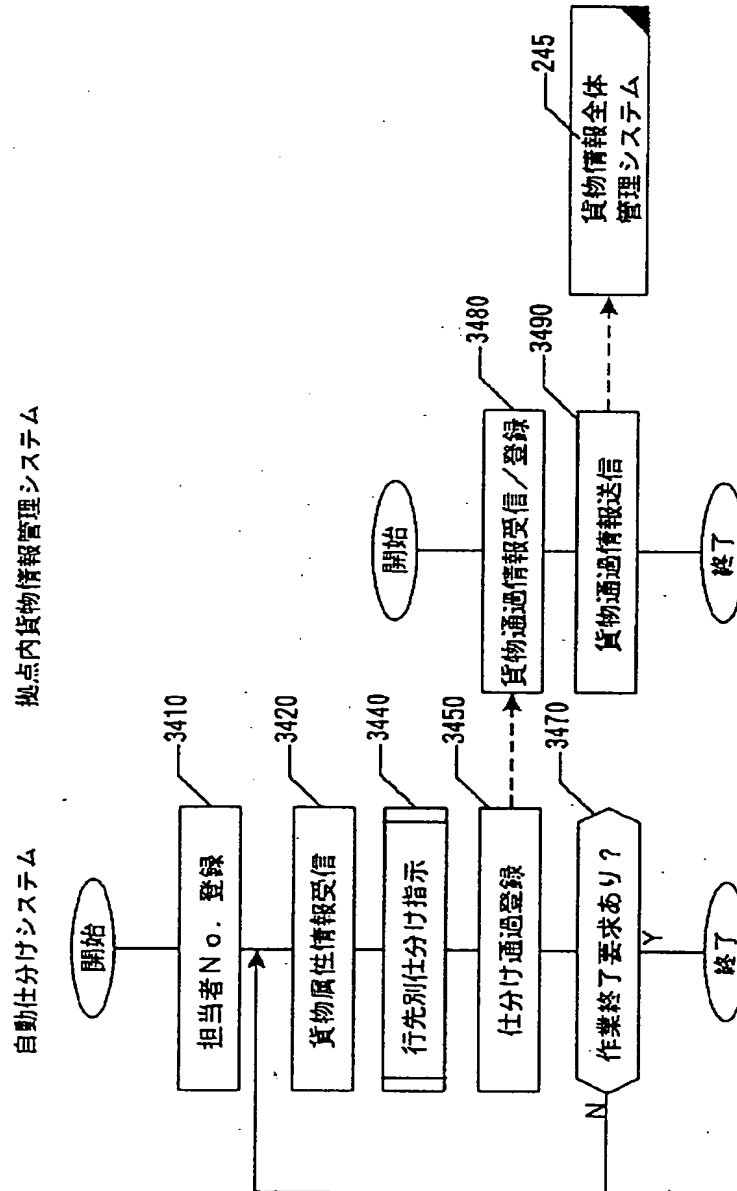 自動仕分けシステム
開始
担当者No. 登録
3410
貨物属性情報受信
3420
行先別仕分け指示
3440
仕分け通過登録
3450
作業終了要求あり?
3470
N
Y
終了
拠点内貨物情報管理システム
開始
貨物通過情報受信/登録
3480
貨物通過情報送信
3490
終了
貨物情報全体
管理システム
245